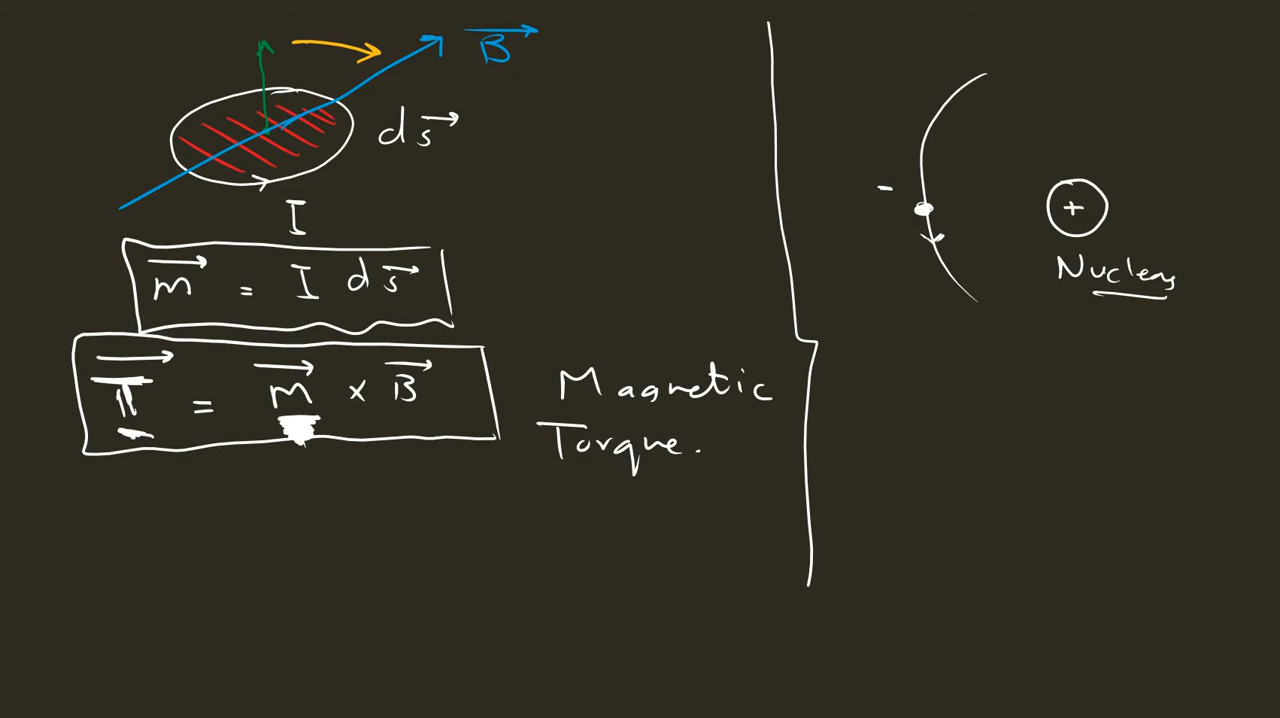 B⃗
ds⃗
I
m⃗ = I ds⃗
= m⃗ × B⃗
Magnetic
Torque.
-
+
Nucleus